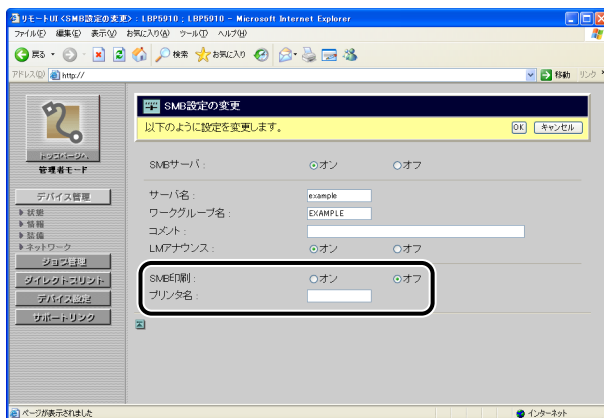 リモートUI <SMB設定の変更> : LBP5910 ; LBP5910 - Microsoft Internet Explorer
ファイル(F) 編集(E) 表示(V) お気に入り(A) ツール(T) ヘルプ(H)
戻る 検索 お気に入り
アドレス(D) http:// 移動 リンク »
SMB設定の変更
以下のように設定を変更します。 OK キャンセル
トップページへ
管理者モード
デバイス管理
状態
情報
装備
ネットワーク
ジョブ管理
ダイレクトプリント
デバイス設定
サポートリンク
SMBサーバ : オン オフ
サーバ名 : example
ワークグループ名 : EXAMPLE
コメント :
LMアナウンス : オン オフ
SMB印刷 : オン オフ
プリンタ名 :
ページが表示されました インターネット